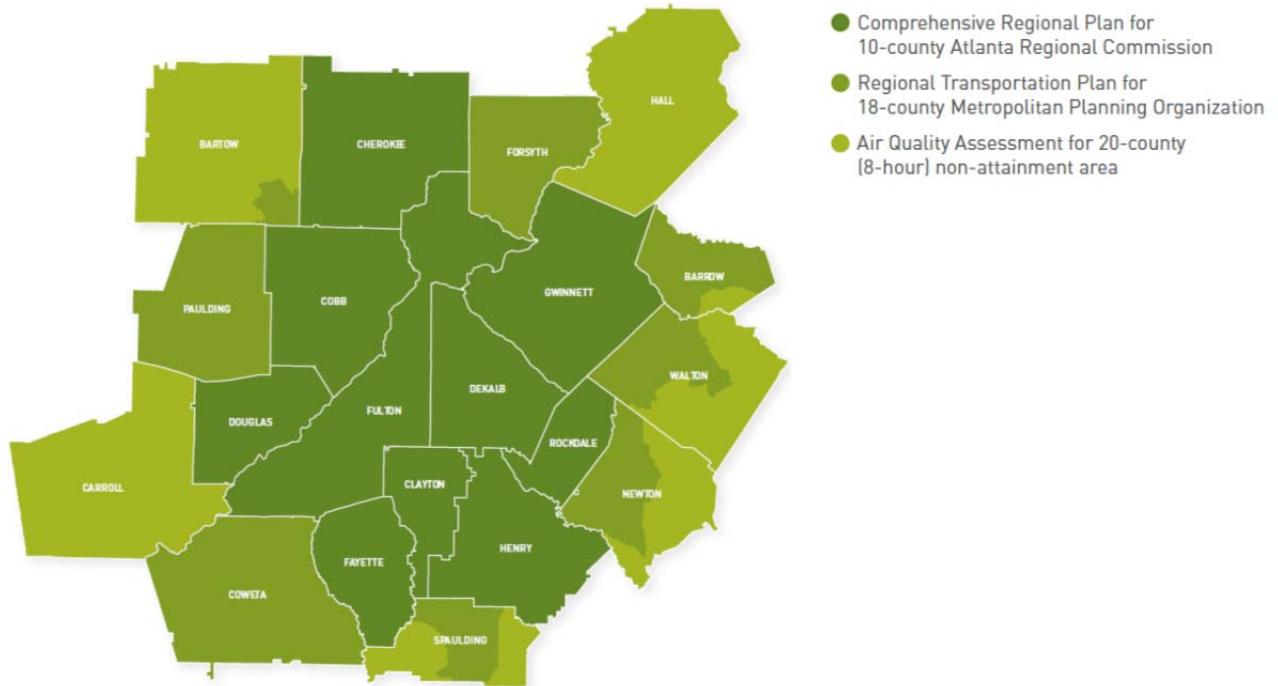 Comprehensive Regional Plan for
10-county Atlanta Regional Commission
Regional Transportation Plan for
18-county Metropolitan Planning Organization
Air Quality Assessment for 20-county
(8-hour) non-attainment area
HALL
BARTOW
CHEROKEE
FORSYTH
BARROW
GWINNETT
COBB
PAULDING
WALTON
DEKALB
FULTON
DOUGLAS
ROCKDALE
CLAYTON
CARROLL
NEWTON
HENRY
FAYETTE
COWETA
SPAULDING